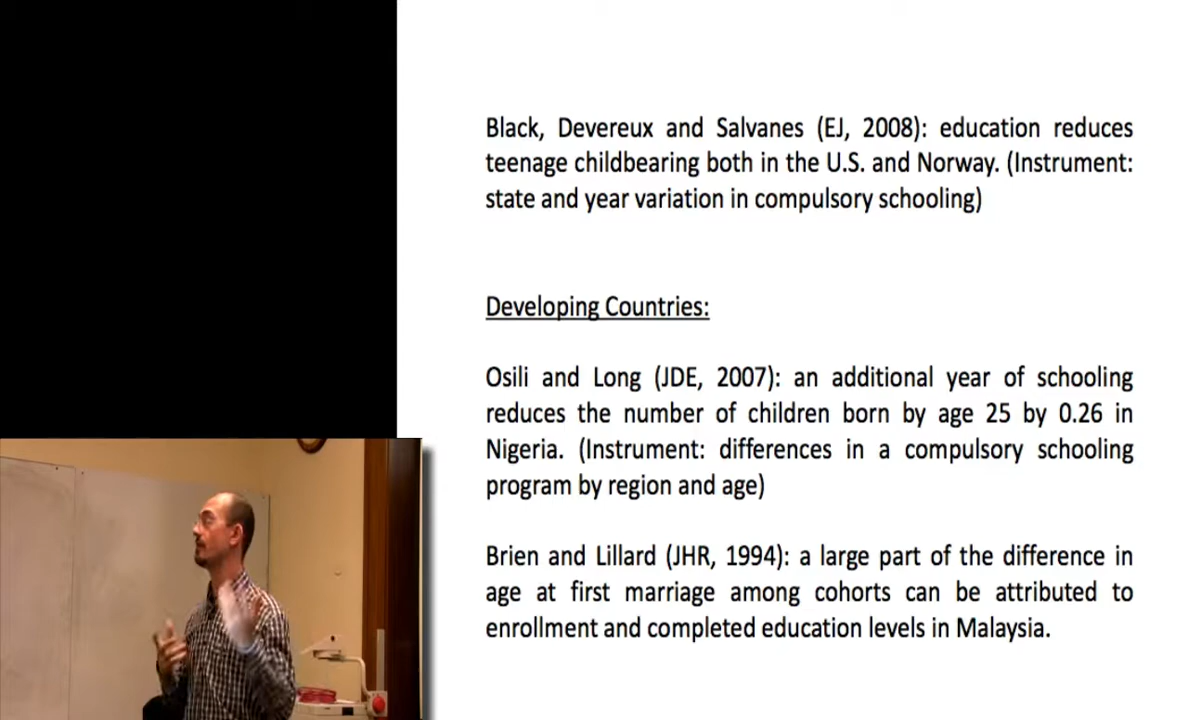 Black, Devereux and Salvanes (EJ, 2008): education reduces
teenage childbearing both in the U.S. and Norway. (Instrument:
state and year variation in compulsory schooling)
Developing Countries:
Osili and Long (JDE, 2007): an additional year of schooling
reduces the number of children born by age 25 by 0.26 in
Nigeria. (Instrument: differences in a compulsory schooling
program by region and age)
Brien and Lillard (JHR, 1994): a large part of the difference in
age at first marriage among cohorts can be attributed to
enrollment and completed education levels in Malaysia.